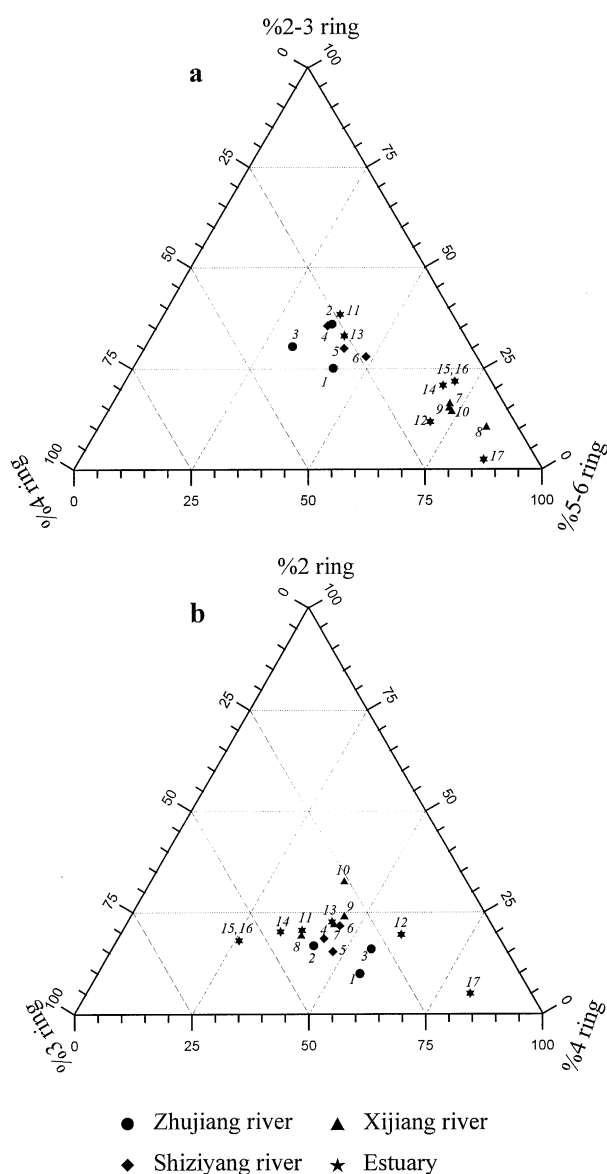 %2-3 ring
a
0
100
25
75
50
50
2 11
3 4 13
5
6
75
25
1
15,16
14
7
9 10
12
8
17
100
0
%4 ring
%5-6 ring
0 25 50 75 100
%2 ring
b
0
100
25
75
50
50
10
75
25
13 9
15,16 14 11 12
4 7 6
8 2 5 3
1
17
100
0
%3 ring
%4 ring
0 25 50 75 100
Zhujiang river Xijiang river
Shiziyang river Estuary